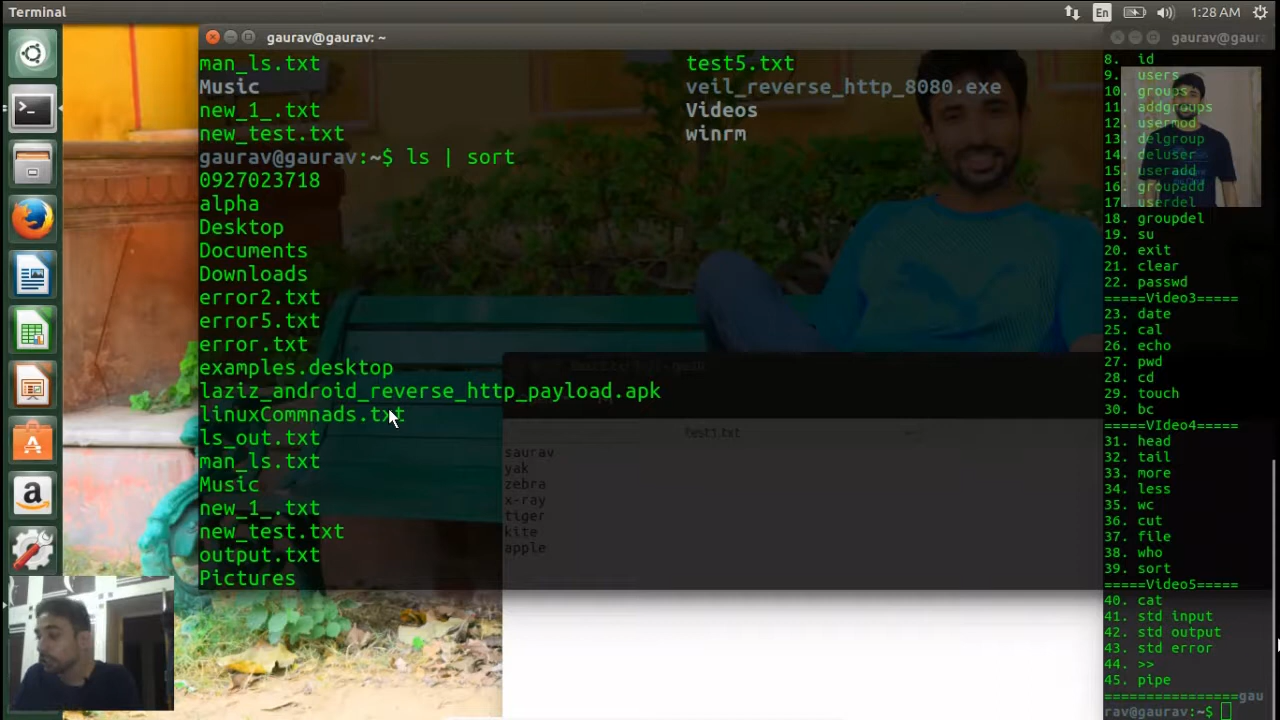 Terminal
En
1:28 AM
gaurav@gaurav: ~
man_ls.txt test5.txt
Music veil_reverse_http_8080.exe
new_1_.txt Videos
new_test.txt winrm
gaurav@gaurav:~$ ls | sort
0927023718
alpha
Desktop
Documents
Downloads
error2.txt
error5.txt
error.txt
examples.desktop
laziz_android_reverse_http_payload.apk
linuxCommnads.txt
ls_out.txt
man_ls.txt
Music
new_1_.txt
new_test.txt
output.txt
Pictures
test1.txt
saurav
yak
zebra
x-ray
tiger
kite
apple
gaurav@gaura
8. id
9. users
10. groups
11. addgroups
12. usermod
13. delgroup
14. deluser
15. useradd
16. groupadd
17. userdel
18. groupdel
19. su
20. exit
21. clear
22. passwd
=====Video3=====
23. date
25. cal
26. echo
27. pwd
28. cd
29. touch
30. bc
=====VIdeo4=====
31. head
32. tail
33. more
34. less
35. wc
36. cut
37. file
38. who
39. sort
=====Video5=====
40. cat
41. std input
42. std output
43. std error
44. >>
45. pipe
================gau
rav@gaurav:~$